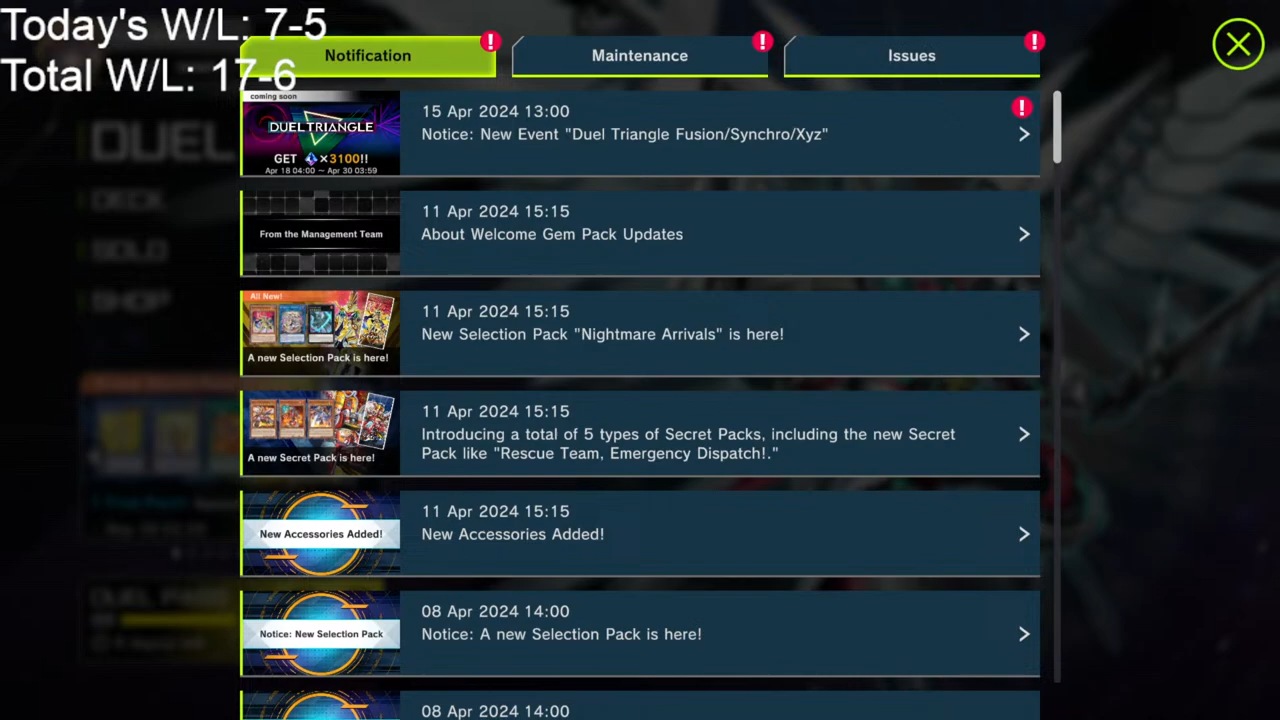 Today's W/L: 7-5
Total W/L: 17-6
Notification
Maintenance
Issues
coming soon
DUEL TRIANGLE
GET ×3100!!
Apr 18 04:00 ~ Apr 30 03:59
15 Apr 2024 13:00
Notice: New Event "Duel Triangle Fusion/Synchro/Xyz"
From the Management Team
11 Apr 2024 15:15
About Welcome Gem Pack Updates
All New!
A new Selection Pack is here!
11 Apr 2024 15:15
New Selection Pack "Nightmare Arrivals" is here!
A new Secret Pack is here!
11 Apr 2024 15:15
Introducing a total of 5 types of Secret Packs, including the new Secret
Pack like "Rescue Team, Emergency Dispatch!."
New Accessories Added!
11 Apr 2024 15:15
New Accessories Added!
Notice: New Selection Pack
08 Apr 2024 14:00
Notice: A new Selection Pack is here!
08 Apr 2024 14:00
DUEL
DECK
SOLO
SHOP
DUEL PASS